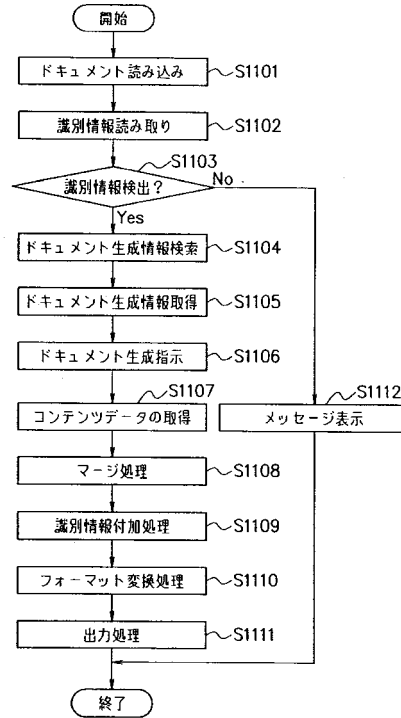 開始
ドキュメント読み込み
S1101
識別情報読み取り
S1102
S1103
識別情報検出?
No
Yes
ドキュメント生成情報検索
S1104
ドキュメント生成情報取得
S1105
ドキュメント生成指示
S1106
S1107
コンテンツデータの取得
S1112
メッセージ表示
マージ処理
S1108
識別情報付加処理
S1109
フォーマット変換処理
S1110
出力処理
S1111
終了